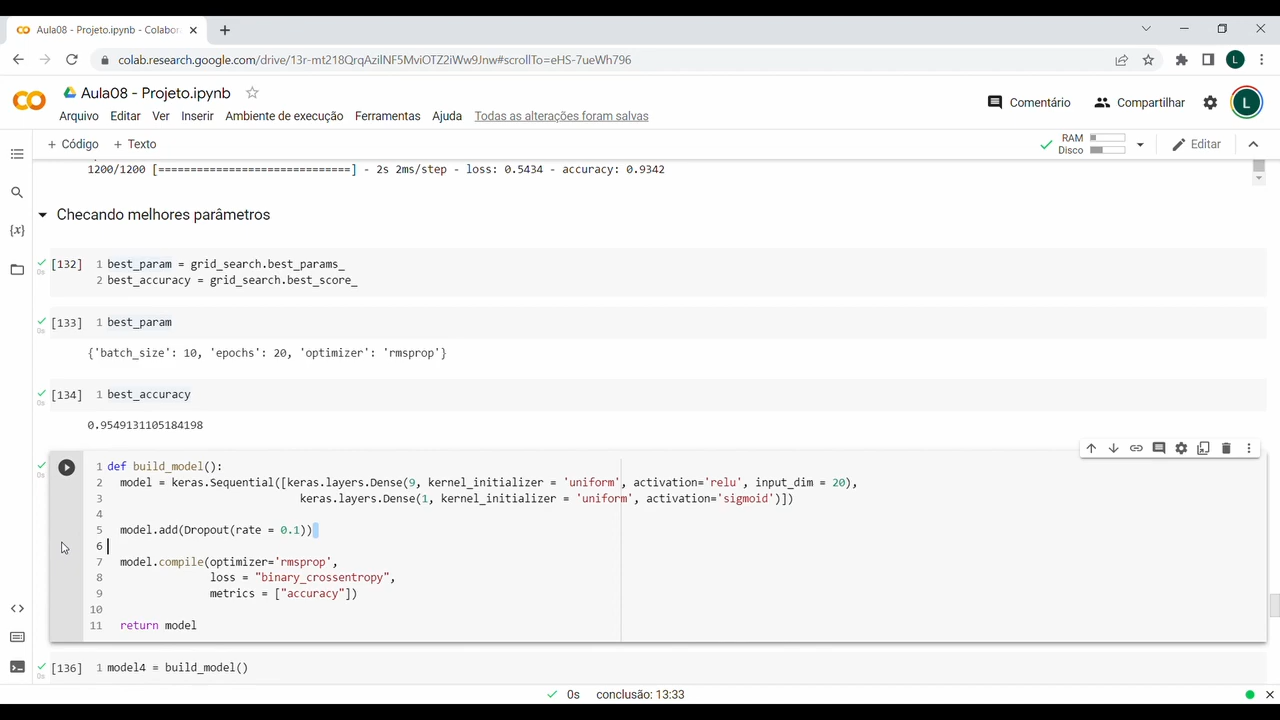 Aula08 - Projeto.ipynb - Colabor
colab.research.google.com/drive/13r-mt218QrqAzilNF5MviOTZ2iWw9Jnw#scrollTo=eHS-7ueWh796
L
Aula08 - Projeto.ipynb
Comentário
Compartilhar
L
Arquivo Editar Ver Inserir Ambiente de execução Ferramentas Ajuda Todas as alterações foram salvas
+ Código + Texto
RAM
Disco
Editar
1200/1200 [==============================] - 2s 2ms/step - loss: 0.5434 - accuracy: 0.9342
Checando melhores parâmetros
[132] 1 best_param = grid_search.best_params_
0s 2 best_accuracy = grid_search.best_score_
[133] 1 best_param
0s
{'batch_size': 10, 'epochs': 20, 'optimizer': 'rmsprop'}
[134] 1 best_accuracy
0s
0.9549131105184198
1 def build_model():
0s
2 model = keras.Sequential([keras.layers.Dense(9, kernel_initializer = 'uniform', activation='relu', input_dim = 20),
3 keras.layers.Dense(1, kernel_initializer = 'uniform', activation='sigmoid')])
4
5 model.add(Dropout(rate = 0.1))
6
7 model.compile(optimizer='rmsprop',
8 loss = "binary_crossentropy",
9 metrics = ["accuracy"])
10
11 return model
[136] 1 model4 = build_model()
0s
0s conclusão: 13:33